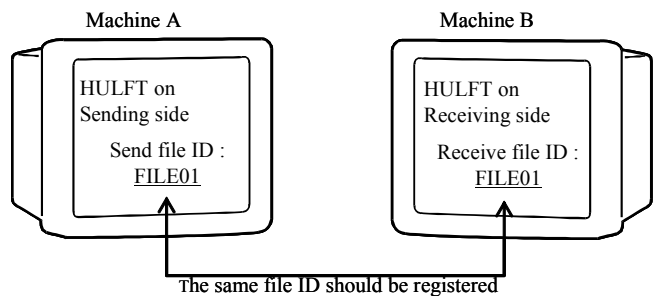 Machine A
HULFT on
Sending side
Send file ID :
FILE01
Machine B
HULFT on
Receiving side
Receive file ID :
FILE01
The same file ID should be registered